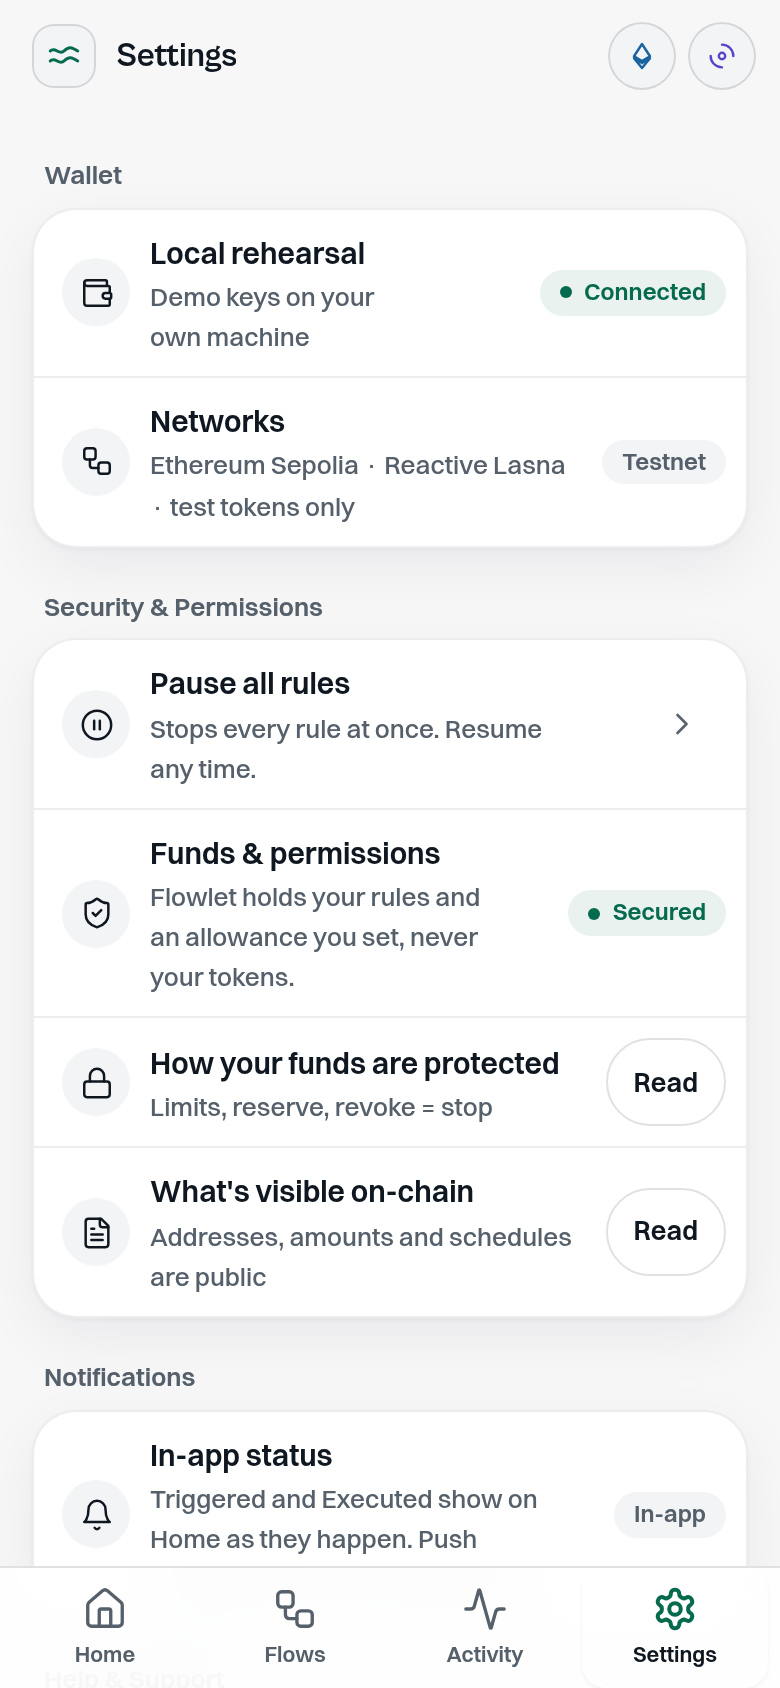 Settings
Wallet
Local rehearsal
Demo keys on your
own machine
Connected
Networks
Ethereum Sepolia · Reactive Lasna
· test tokens only
Testnet
Security & Permissions
Pause all rules
Stops every rule at once. Resume
any time.
Funds & permissions
Flowlet holds your rules and
an allowance you set, never
your tokens.
Secured
How your funds are protected
Limits, reserve, revoke = stop
Read
What's visible on-chain
Addresses, amounts and schedules
are public
Read
Notifications
In-app status
Triggered and Executed show on
Home as they happen. Push
In-app
Home
Flows
Activity
Settings
Help & Support